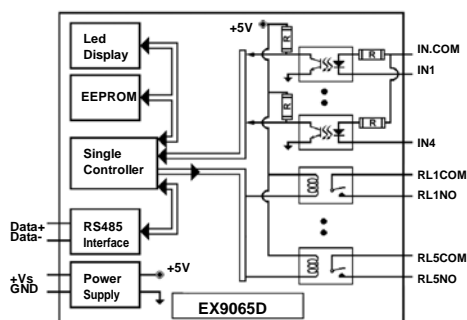 Led
Display
EEPROM
Single
Controller
RS485
Interface
Power
Supply
Data+
Data-
+Vs
GND
+5V
+5V
R
R
R
R
IN.COM
IN1
IN4
RL1COM
RL1NO
RL5COM
RL5NO
EX9065D